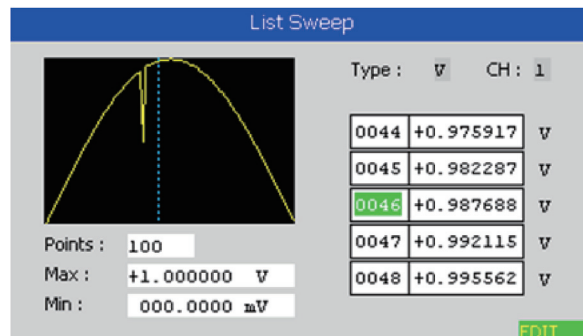 List Sweep
Type : V CH : 1
0044 +0.975917 V
0045 +0.982287 V
0046 +0.987688 V
0047 +0.992115 V
0048 +0.995562 V
Points : 100
Max : +1.000000 V
Min : 000.0000 mV
EDIT